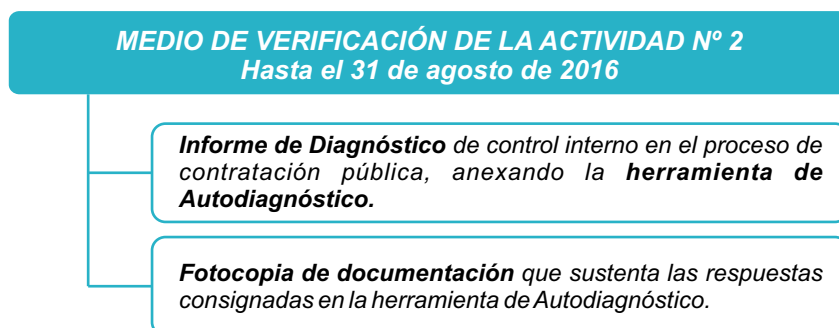 MEDIO DE VERIFICACIÓN DE LA ACTIVIDAD Nº 2
Hasta el 31 de agosto de 2016
Informe de Diagnóstico de control interno en el proceso de
contratación pública, anexando la herramienta de
Autodiagnóstico.
Fotocopia de documentación que sustenta las respuestas
consignadas en la herramienta de Autodiagnóstico.